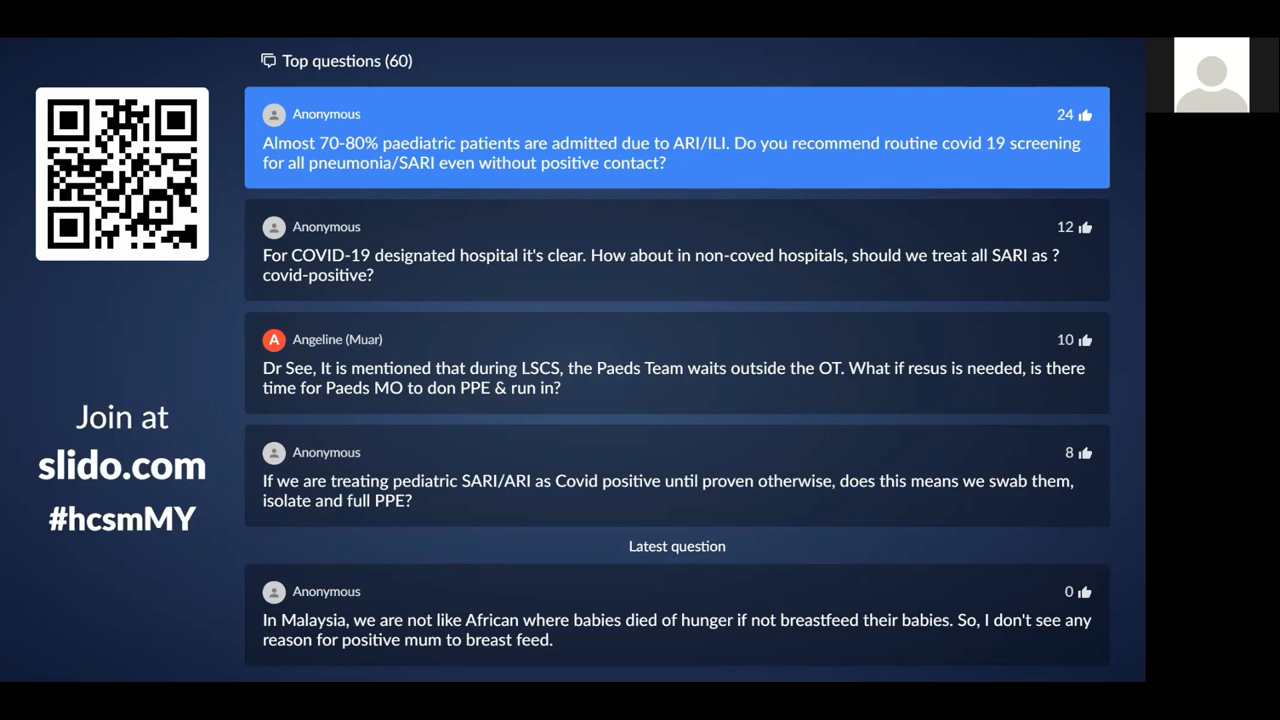 Top questions (60)
Anonymous
24
Almost 70-80% paediatric patients are admitted due to ARI/ILI. Do you recommend routine covid 19 screening
for all pneumonia/SARI even without positive contact?
Anonymous
12
For COVID-19 designated hospital it's clear. How about in non-coved hospitals, should we treat all SARI as ?
covid-positive?
A
Angeline (Muar)
10
Dr See, It is mentioned that during LSCS, the Paeds Team waits outside the OT. What if resus is needed, is there
time for Paeds MO to don PPE & run in?
Anonymous
8
If we are treating pediatric SARI/ARI as Covid positive until proven otherwise, does this means we swab them,
isolate and full PPE?
Latest question
Anonymous
0
In Malaysia, we are not like African where babies died of hunger if not breastfeed their babies. So, I don't see any
reason for positive mum to breast feed.
Join at
slido.com
#hcsmMY